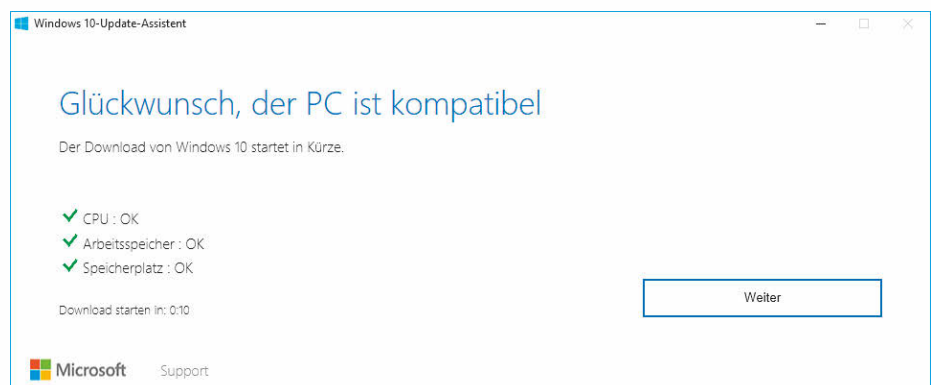 Windows 10-Update-Assistent
Glückwunsch, der PC ist kompatibel
Der Download von Windows 10 startet in Kürze.
CPU : OK
Arbeitsspeicher : OK
Speicherplatz : OK
Weiter
Download starten in: 0:10
Microsoft Support